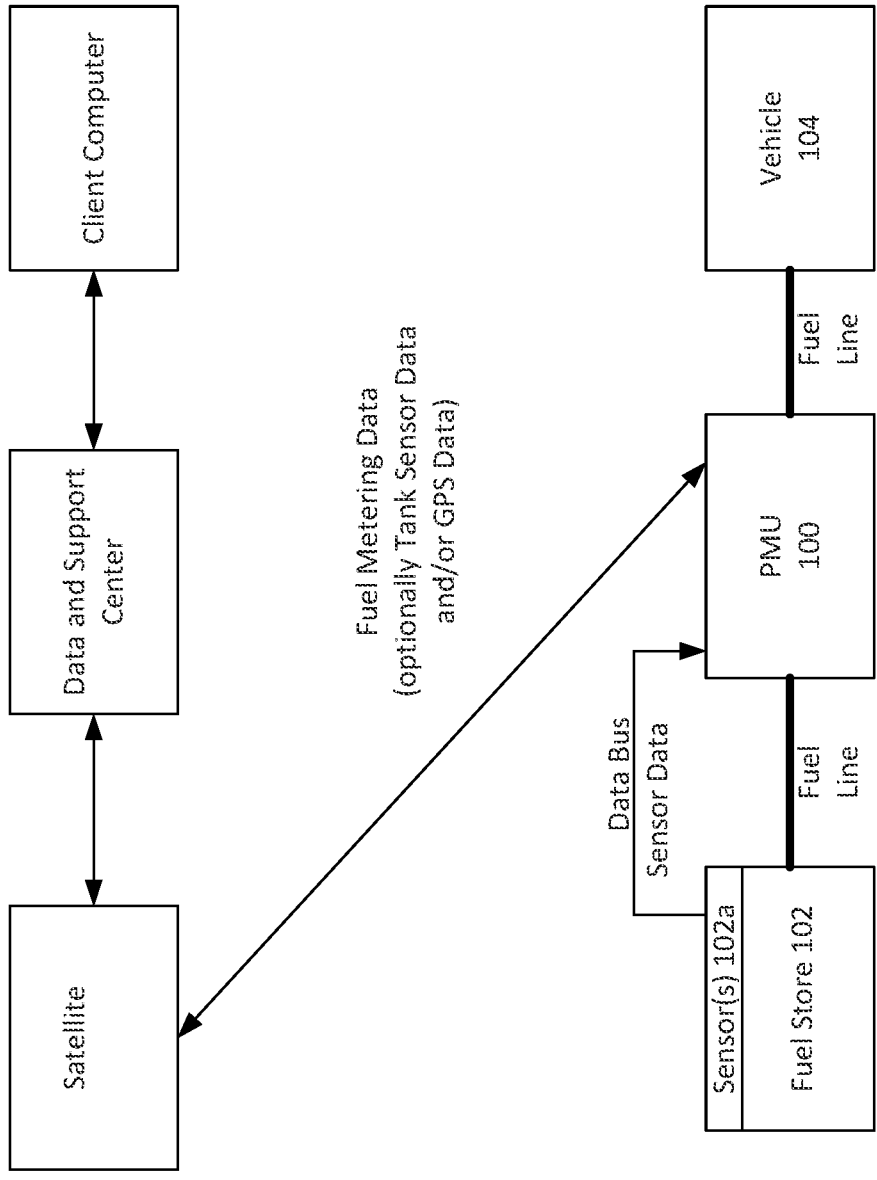 Satellite
Data and Support
Center
Client Computer
Fuel Metering Data
(optionally Tank Sensor Data
and/or GPS Data)
Data Bus
Sensor Data
Sensor(s) 102a
Fuel Store 102
Fuel
Line
PMU
100
Fuel
Line
Vehicle
104